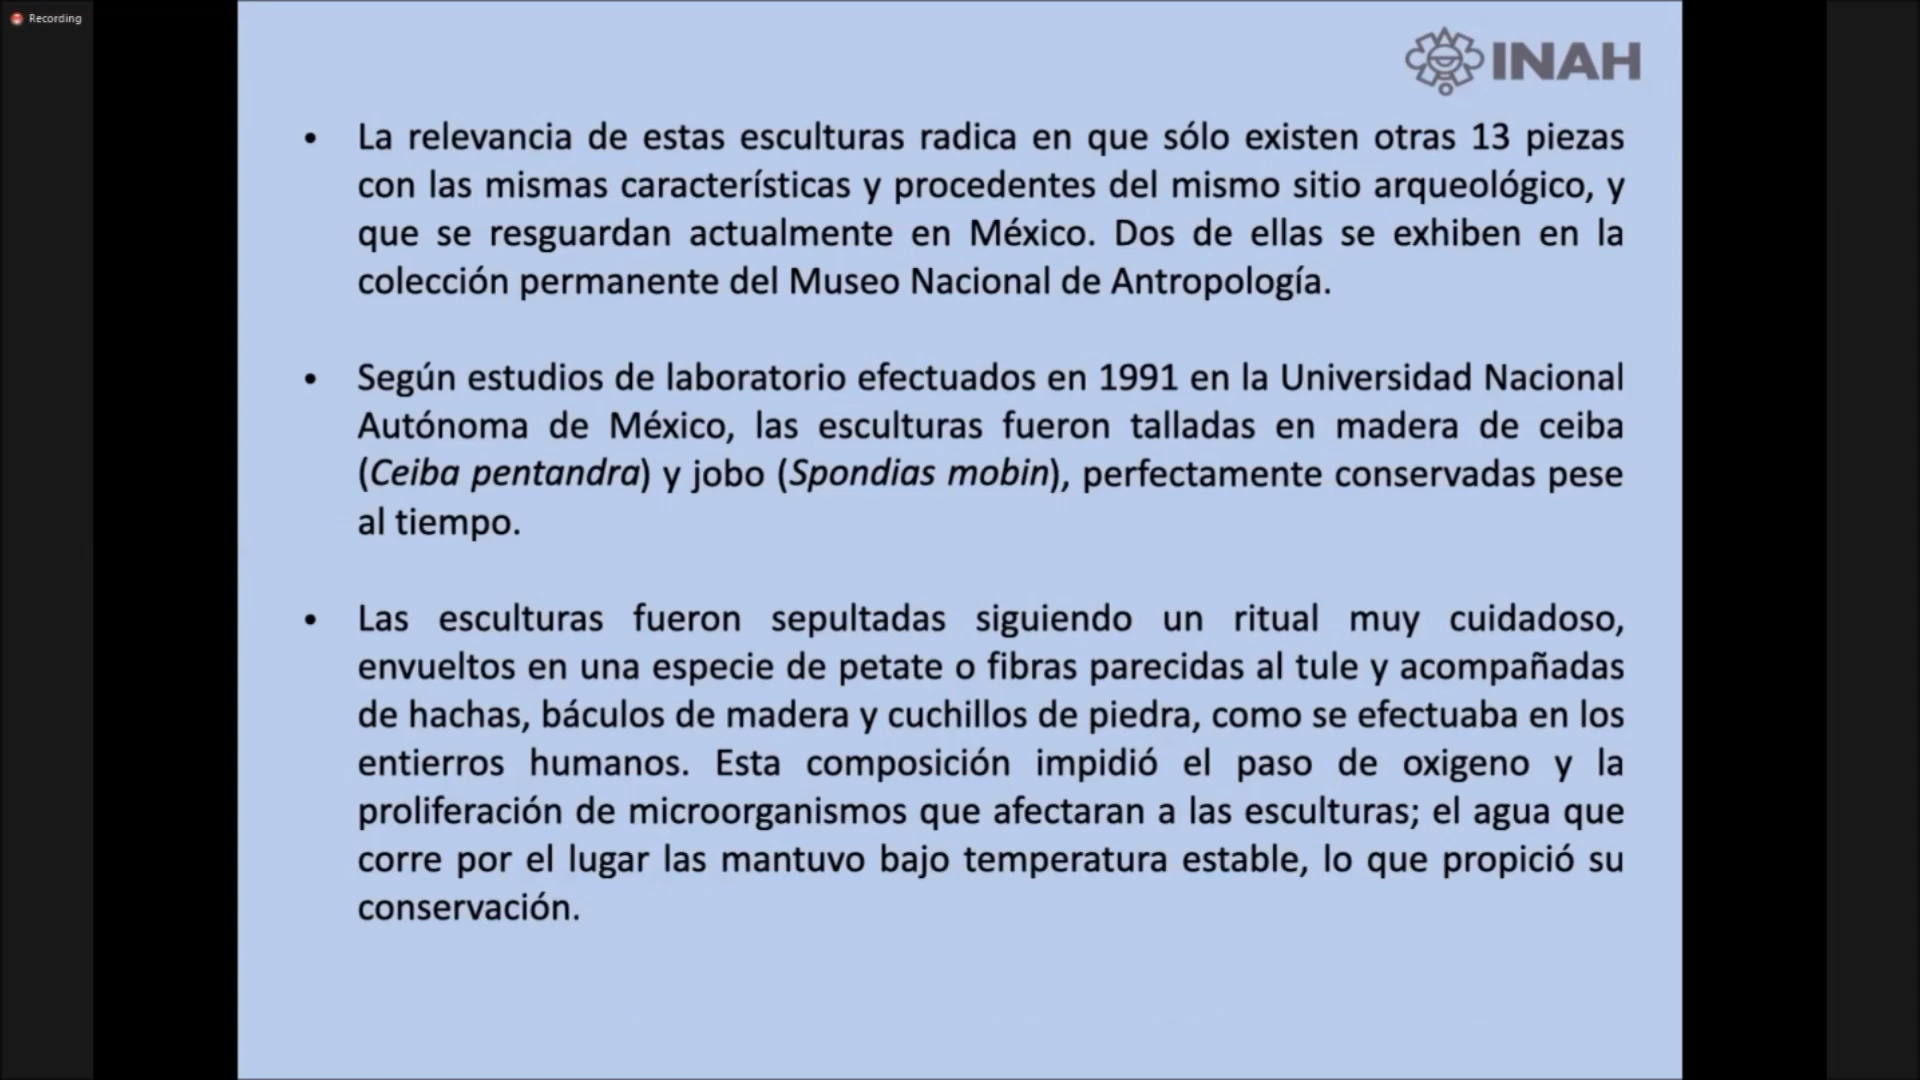 Recording
INAH
• La relevancia de estas esculturas radica en que sólo existen otras 13 piezas
con las mismas características y procedentes del mismo sitio arqueológico, y
que se resguardan actualmente en México. Dos de ellas se exhiben en la
colección permanente del Museo Nacional de Antropología.
• Según estudios de laboratorio efectuados en 1991 en la Universidad Nacional
Autónoma de México, las esculturas fueron talladas en madera de ceiba
(Ceiba pentandra) y jobo (Spondias mobin), perfectamente conservadas pese
al tiempo.
• Las esculturas fueron sepultadas siguiendo un ritual muy cuidadoso,
envueltos en una especie de petate o fibras parecidas al tule y acompañadas
de hachas, báculos de madera y cuchillos de piedra, como se efectuaba en los
entierros humanos. Esta composición impidió el paso de oxigeno y la
proliferación de microorganismos que afectaran a las esculturas; el agua que
corre por el lugar las mantuvo bajo temperatura estable, lo que propició su
conservación.